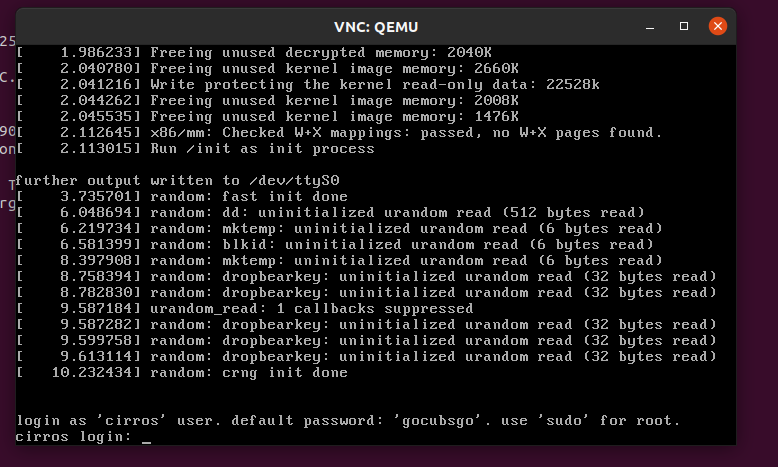 VNC: QEMU
25
C.
90
on
T
rg
[    1.986233] Freeing unused decrypted memory: 2040K
[    2.040780] Freeing unused kernel image memory: 2660K
[    2.041216] Write protecting the kernel read-only data: 22528k
[    2.044262] Freeing unused kernel image memory: 2008K
[    2.045535] Freeing unused kernel image memory: 1476K
[    2.112645] x86/mm: Checked W+X mappings: passed, no W+X pages found.
[    2.113015] Run /init as init process
further output written to /dev/ttyS0
[    3.735701] random: fast init done
[    6.048694] random: dd: uninitialized urandom read (512 bytes read)
[    6.219734] random: mktemp: uninitialized urandom read (6 bytes read)
[    6.581399] random: blkid: uninitialized urandom read (6 bytes read)
[    8.397908] random: mktemp: uninitialized urandom read (6 bytes read)
[    8.758394] random: dropbearkey: uninitialized urandom read (32 bytes read)
[    8.782830] random: dropbearkey: uninitialized urandom read (32 bytes read)
[    9.587184] urandom_read: 1 callbacks suppressed
[    9.587282] random: dropbearkey: uninitialized urandom read (32 bytes read)
[    9.599758] random: dropbearkey: uninitialized urandom read (32 bytes read)
[    9.613114] random: dropbearkey: uninitialized urandom read (32 bytes read)
[   10.232434] random: crng init done
login as 'cirros' user. default password: 'gocubsgo'. use 'sudo' for root.
cirros login: _